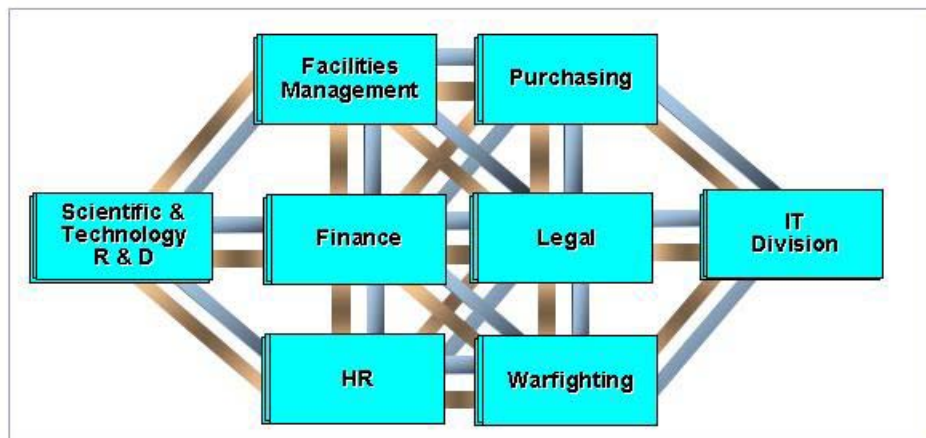 Facilities
Management
Purchasing
Scientific &
Technology
R & D
Finance
Legal
IT
Division
HR
Warfighting